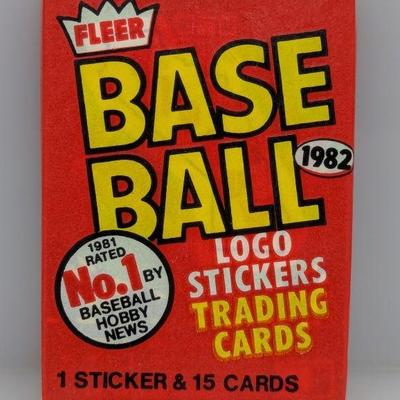 FLEER
BASE
BALL
1982
LOGO
STICKERS
TRADING
CARDS
1981
RATED
No.1 BY
BASEBALL
HOBBY
NEWS
1 STICKER & 15 CARDS